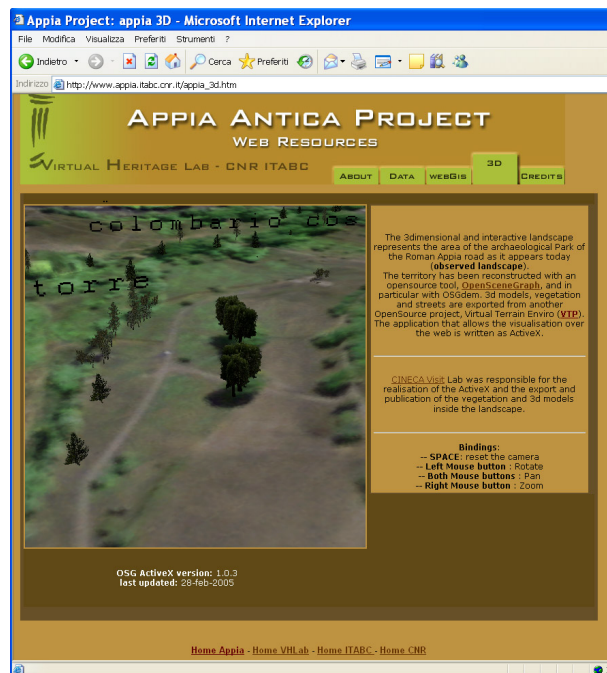 Appia Project: appia 3D - Microsoft Internet Explorer
File Modifica Visualizza Preferiti Strumenti ?
Indietro Cerca Preferiti
Indirizzo http://www.appia.itabc.cnr.it/appia_3d.htm
APPIA ANTICA PROJECT
WEB RESOURCES
VIRTUAL HERITAGE LAB - CNR ITABC
ABOUT DATA WEBGIS 3D CREDITS
colombario dos
torre
The 3dimensional and interactive landscape
represents the area of the archaeological Park of
the Roman Appia road as it appears today
(observed landscape).
The territory has been reconstructed with an
opensource tool, OpenSceneGraph, and in
particular with OSGdem. 3d models, vegetation
and streets are exported from another
OpenSource project, Virtual Terrain Enviro (VTP).
The application that allows the visualisation over
the web is written as ActiveX.
CINECA Visit Lab was responsible for the
realisation of the ActiveX and the export and
publication of the vegetation and 3d models
inside the landscape.
Bindings:
-- SPACE: reset the camera
-- Left Mouse button : Rotate
-- Both Mouse buttons : Pan
-- Right Mouse button : Zoom
OSG ActiveX version: 1.0.3
last updated: 28-feb-2005
Home Appia - Home VHLab - Home ITABC - Home CNR